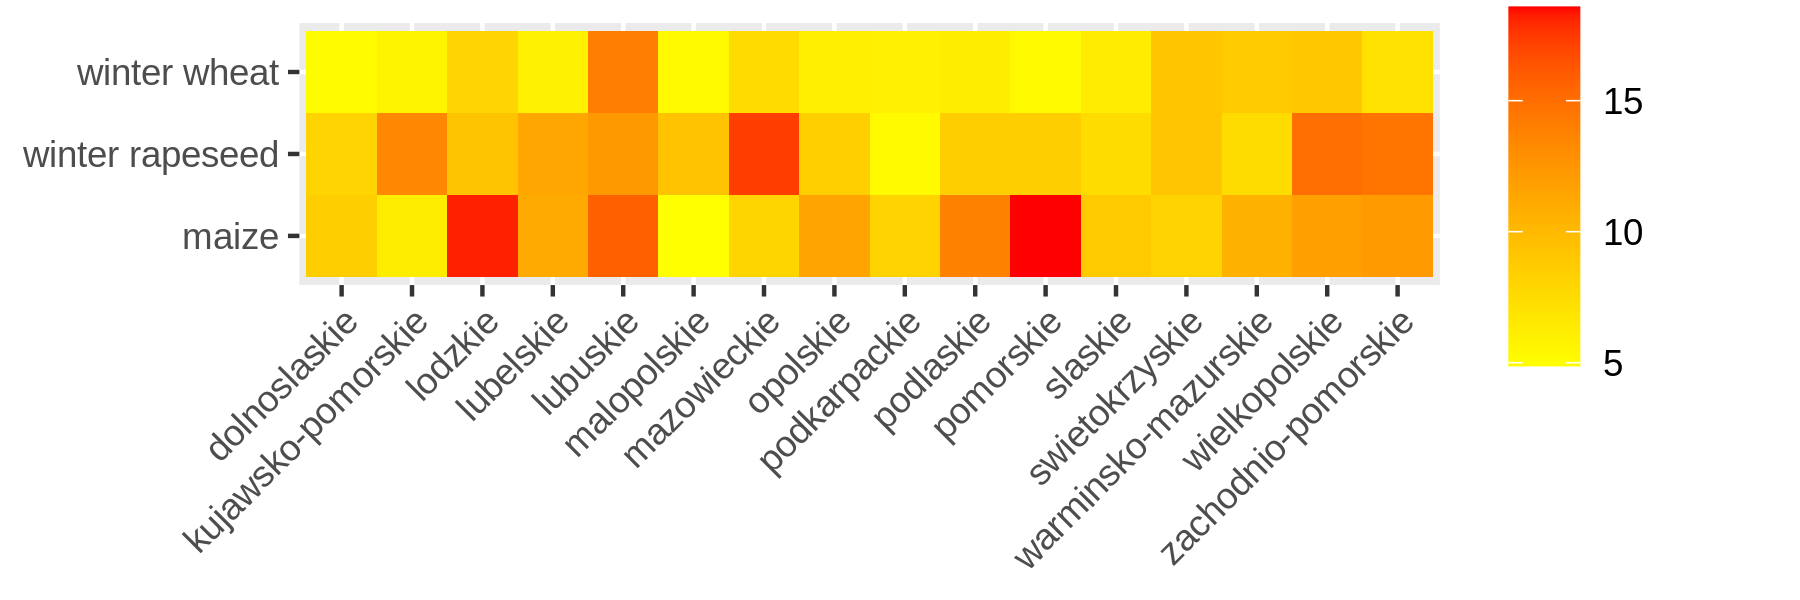 winter wheat
winter rapeseed
maize
dolnoslaskie
kujawsko-pomorskie
lodzkie
lubelskie
lubuskie
malopolskie
mazowieckie
opolskie
podkarpackie
podlaskie
pomorskie
slaskie
swietokrzyskie
warminsko-mazurskie
wielkopolskie
zachodnio-pomorskie
15
10
5